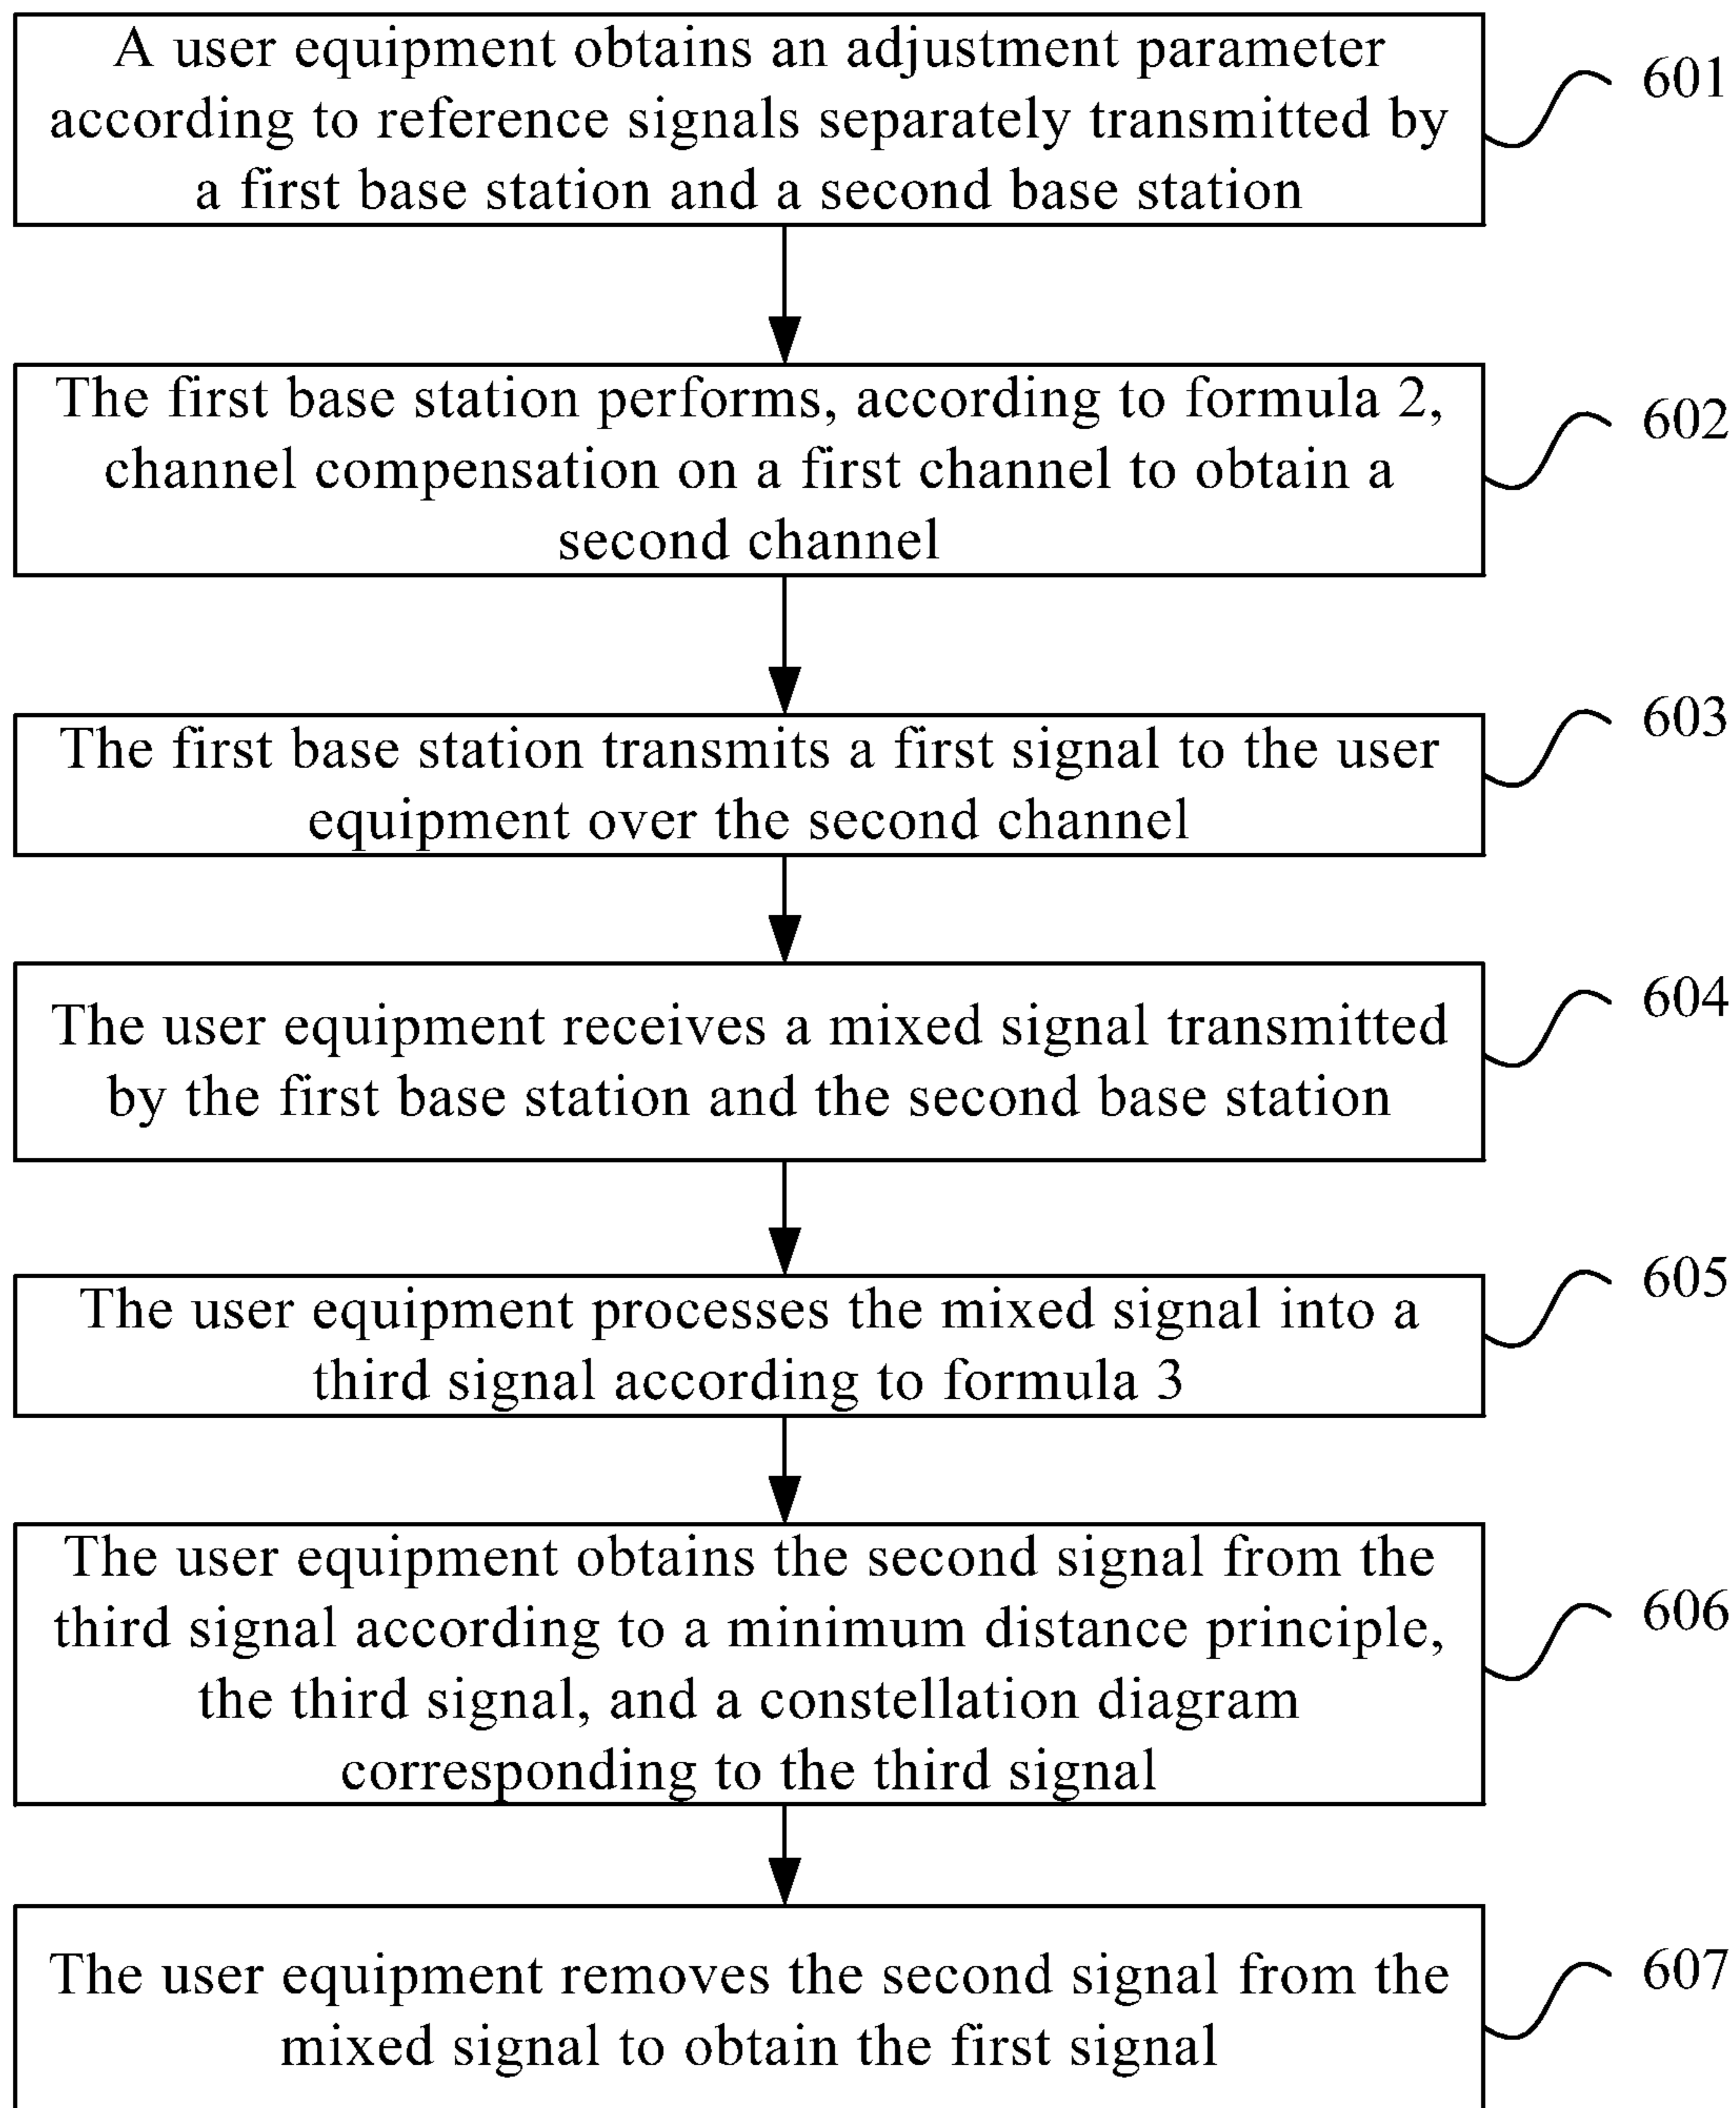 A user equipment obtains an adjustment parameter
according to reference signals separately transmitted by
a first base station and a second base station
601
The first base station performs, according to formula 2,
channel compensation on a first channel to obtain a
second channel
602
The first base station transmits a first signal to the user
equipment over the second channel
603
The user equipment receives a mixed signal transmitted
by the first base station and the second base station
604
The user equipment processes the mixed signal into a
third signal according to formula 3
605
The user equipment obtains the second signal from the
third signal according to a minimum distance principle,
the third signal, and a constellation diagram
corresponding to the third signal
606
The user equipment removes the second signal from the
mixed signal to obtain the first signal
607